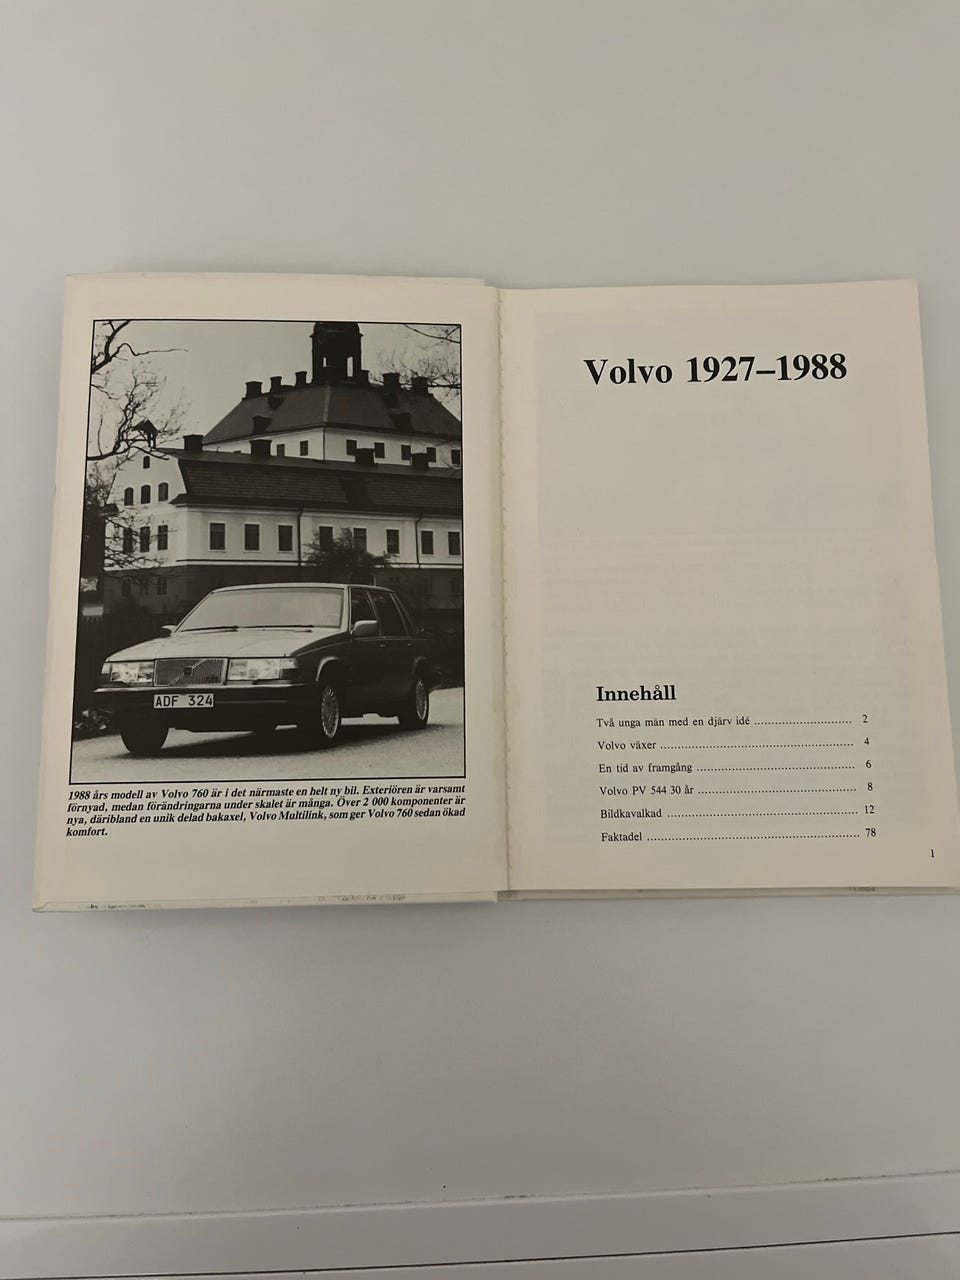 ADF 324
1988 års modell av Volvo 760 är i det närmaste en helt ny bil. Exteriören är varsamt
förnyad, medan förändringarna under skalet är många. Över 2 000 komponenter är
nya, däribland en unik delad bakaxel, Volvo Multilink, som ger Volvo 760 sedan ökad
komfort.
Volvo 1927–1988
Innehåll
Två unga män med en djärv idé ............................ 2
Volvo växer ........................................................ 4
En tid av framgång ............................................. 6
Volvo PV 544 30 år ............................................. 8
Bildkavalkad ...................................................... 12
Faktadel ............................................................ 78
1